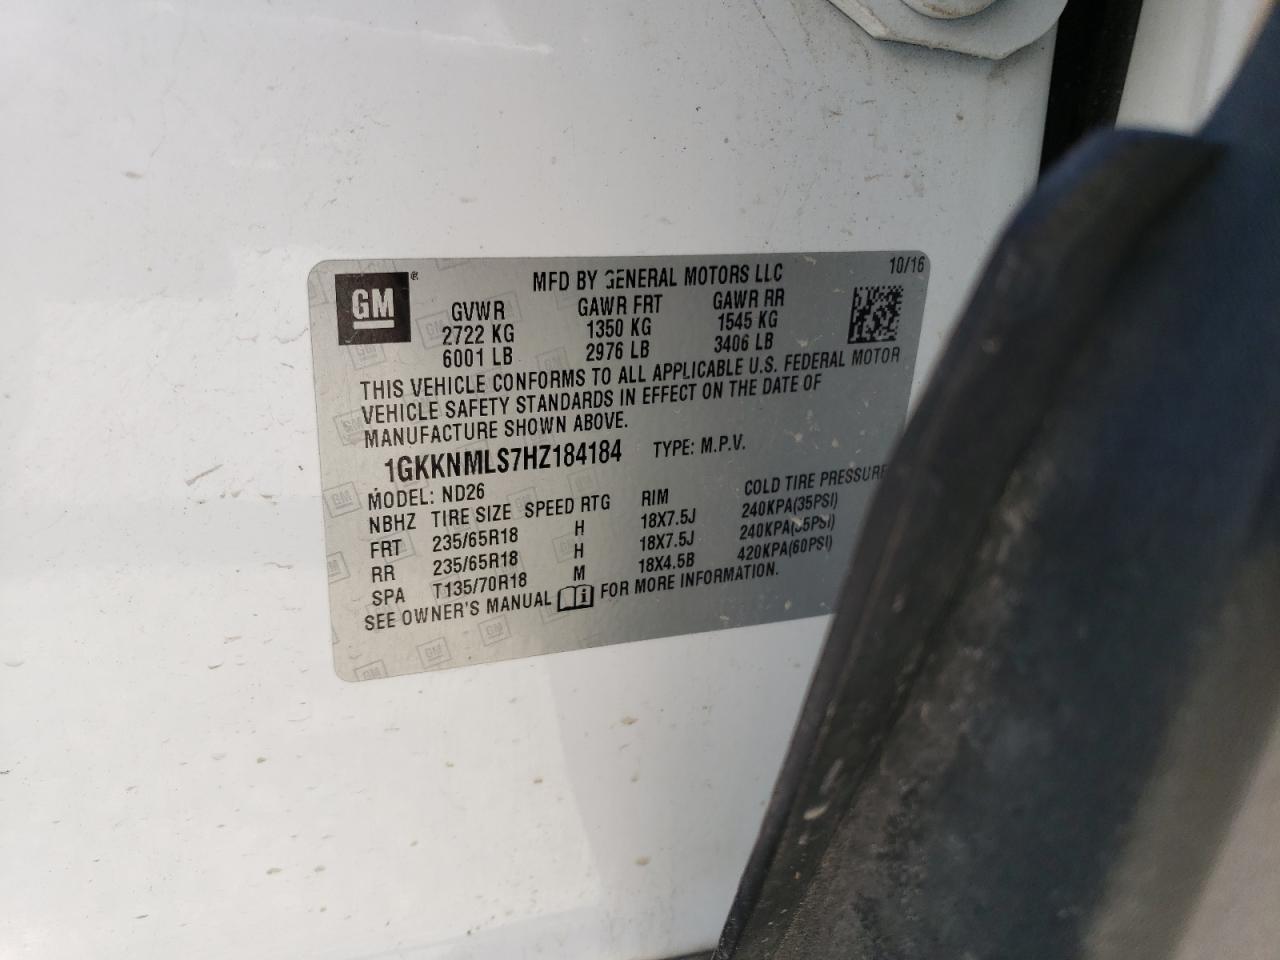 GM ®
MFD BY GENERAL MOTORS LLC 10/16
GVWR GAWR FRT GAWR RR
2722 KG 1350 KG 1545 KG
6001 LB 2976 LB 3406 LB
THIS VEHICLE CONFORMS TO ALL APPLICABLE U.S. FEDERAL MOTOR
VEHICLE SAFETY STANDARDS IN EFFECT ON THE DATE OF
MANUFACTURE SHOWN ABOVE.
1GKKNMLS7HZ184184 TYPE: M.P.V.
MODEL: ND26
NBHZ TIRE SIZE SPEED RTG RIM COLD TIRE PRESSURE
FRT 235/65R18 H 18X7.5J 240KPA(35PSI)
RR 235/65R18 H 18X7.5J 240KPA(35PSI)
SPA T135/70R18 M 18X4.5B 420KPA(60PSI)
SEE OWNER'S MANUAL i FOR MORE INFORMATION.